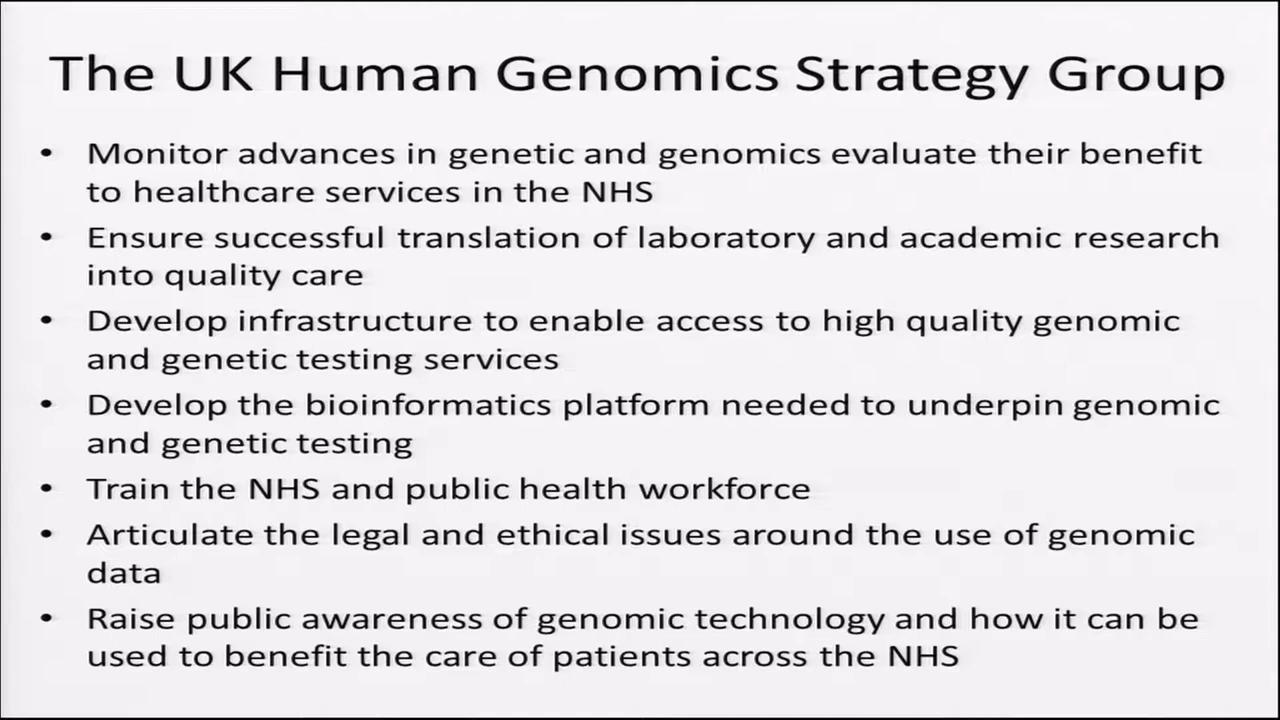 The UK Human Genomics Strategy Group
• Monitor advances in genetic and genomics evaluate their benefit
to healthcare services in the NHS
• Ensure successful translation of laboratory and academic research
into quality care
• Develop infrastructure to enable access to high quality genomic
and genetic testing services
• Develop the bioinformatics platform needed to underpin genomic
and genetic testing
• Train the NHS and public health workforce
• Articulate the legal and ethical issues around the use of genomic
data
• Raise public awareness of genomic technology and how it can be
used to benefit the care of patients across the NHS